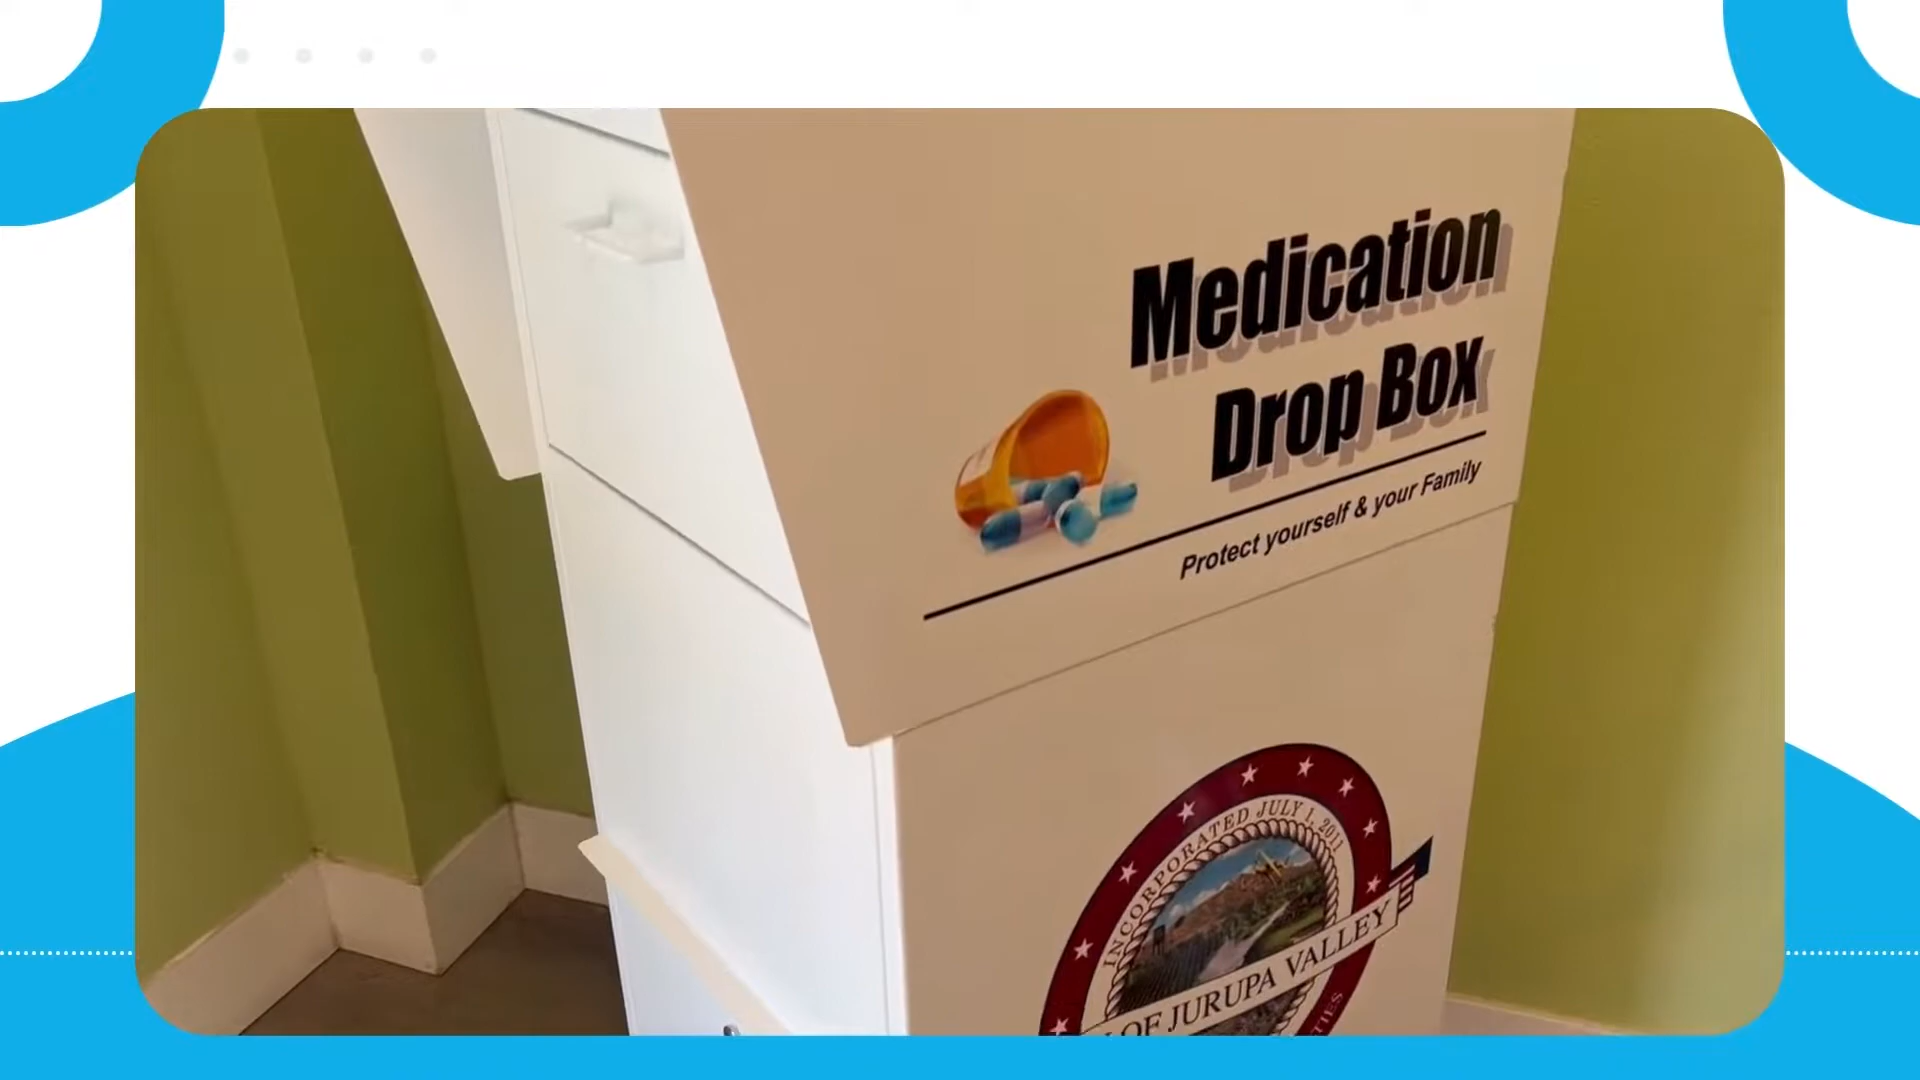 Medication
Drop Box
Protect yourself & your Family
INCORPORATED JULY 1, 2011
OF JURUPA VALLEY